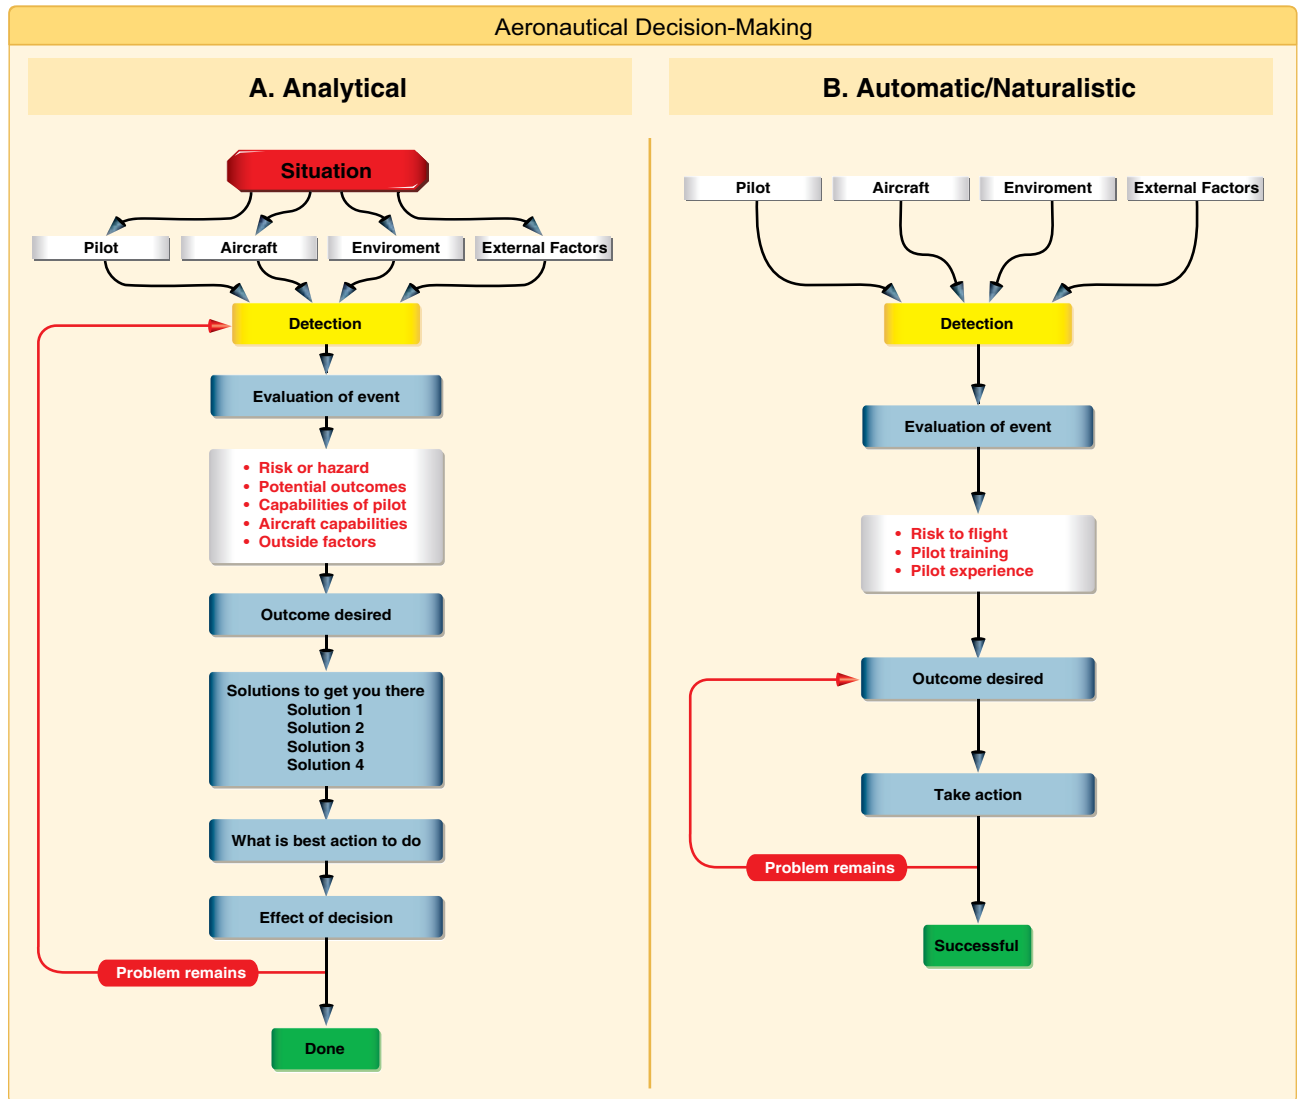 Aeronautical Decision-Making
A. Analytical
Situation
Pilot
Aircraft
Enviroment
External Factors
Detection
Evaluation of event
• Risk or hazard
• Potential outcomes
• Capabilities of pilot
• Aircraft capabilities
• Outside factors
Outcome desired
Solutions to get you there
Solution 1
Solution 2
Solution 3
Solution 4
What is best action to do
Effect of decision
Problem remains
Done
B. Automatic/Naturalistic
Pilot
Aircraft
Enviroment
External Factors
Detection
Evaluation of event
• Risk to flight
• Pilot training
• Pilot experience
Outcome desired
Take action
Problem remains
Successful